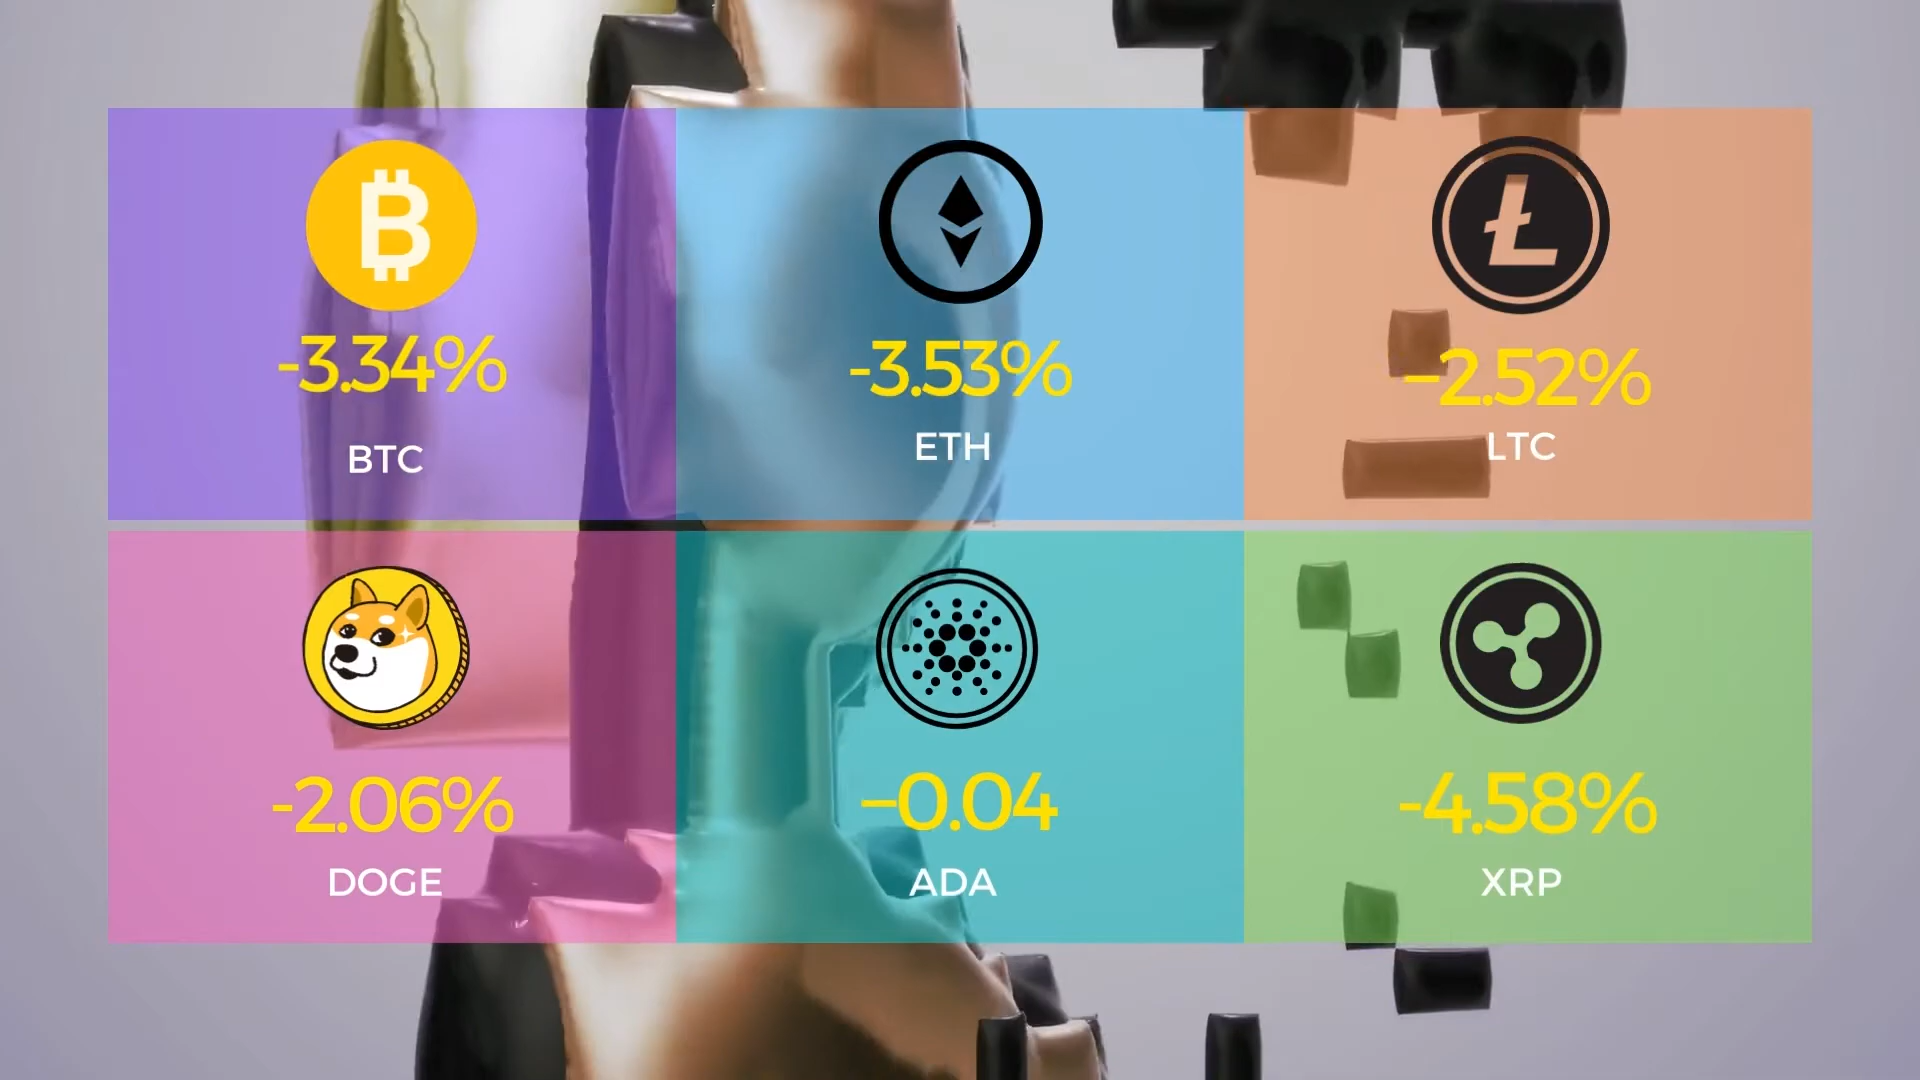 -3.34%
BTC
-3.53%
ETH
–2.52%
LTC
-2.06%
DOGE
–0.04
ADA
-4.58%
XRP